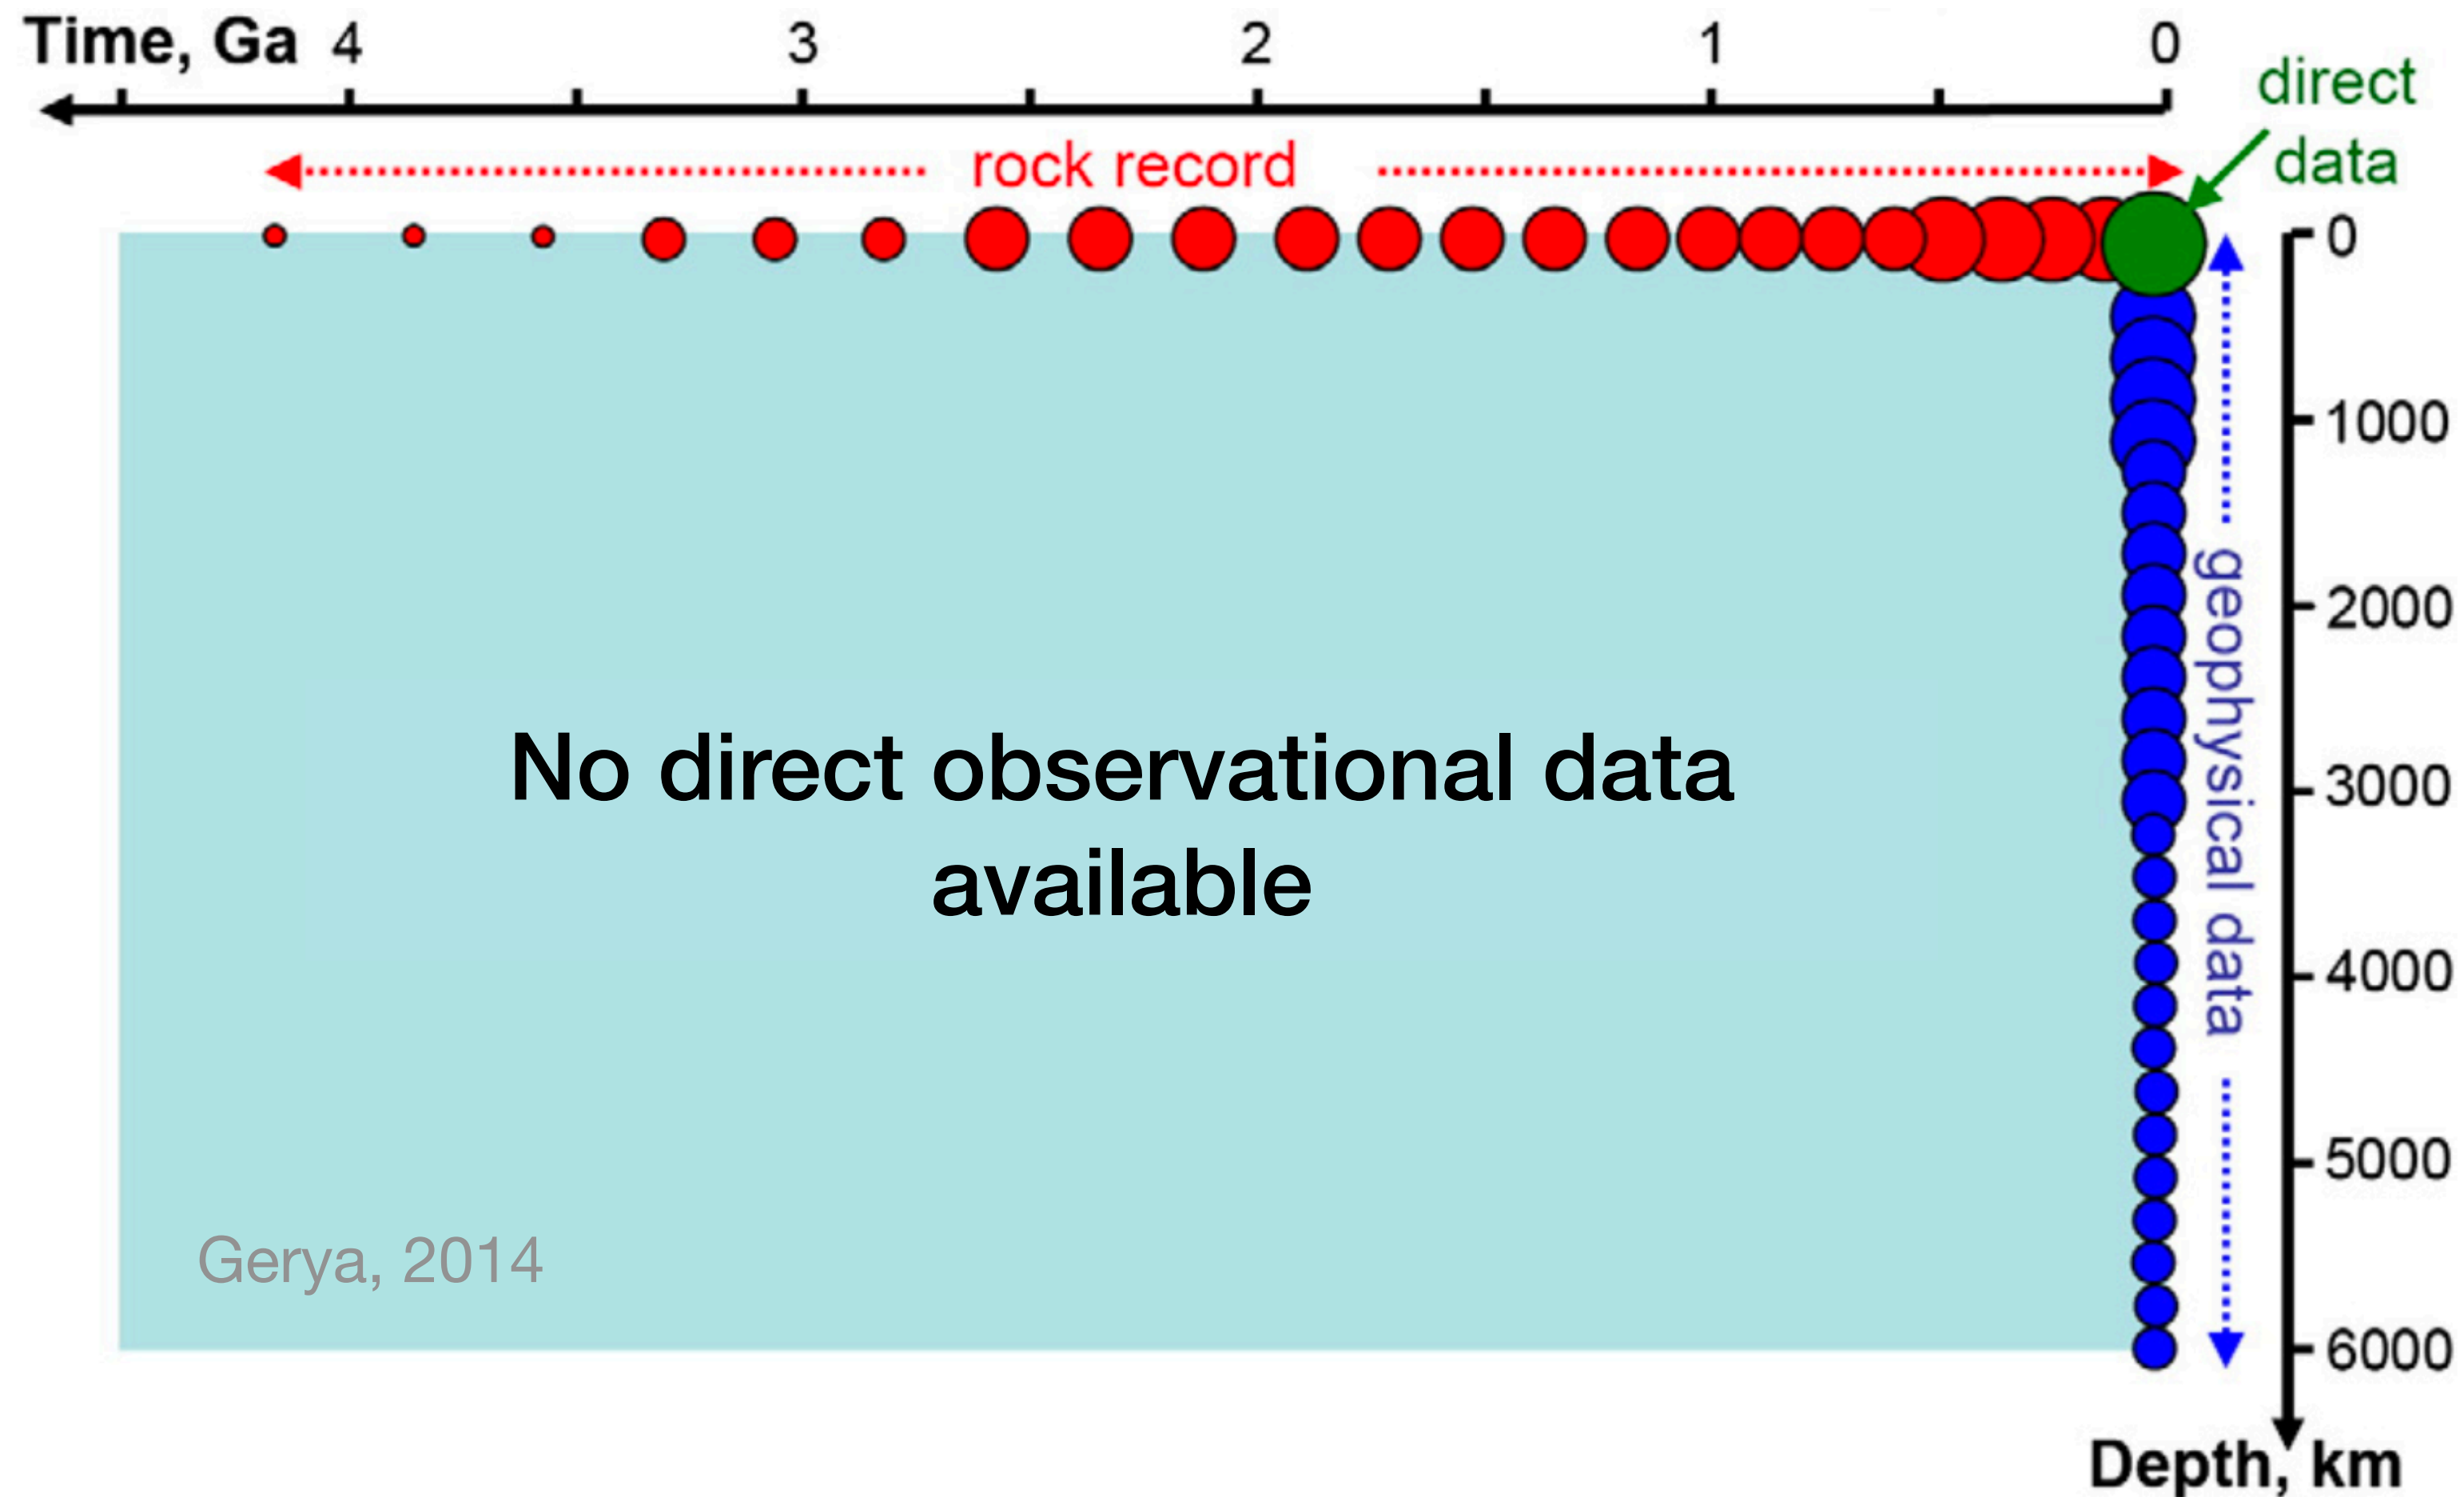 Time, Ga 4 3 2 1 0
direct
data
rock record
0
1000
2000
3000
4000
5000
6000
geophysical data
No direct observational data
available
Gerya, 2014
Depth, km